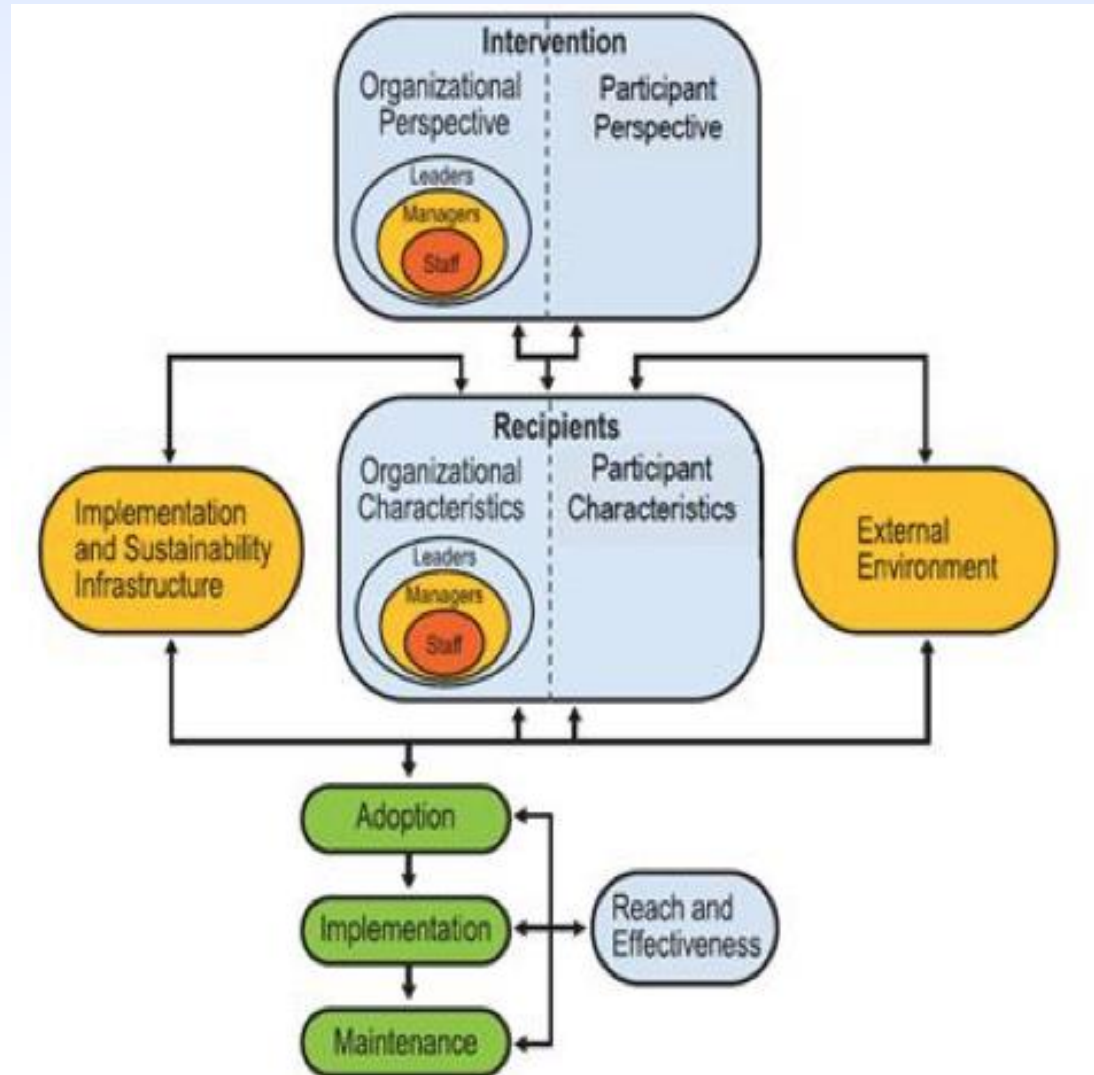 Intervention
Organizational
Perspective
Leaders
Managers
Staff
Participant
Perspective
Recipients
Organizational
Characteristics
Leaders
Managers
Staff
Participant
Characteristics
Implementation
and Sustainability
Infrastructure
External
Environment
Adoption
Implementation
Maintenance
Reach and
Effectiveness